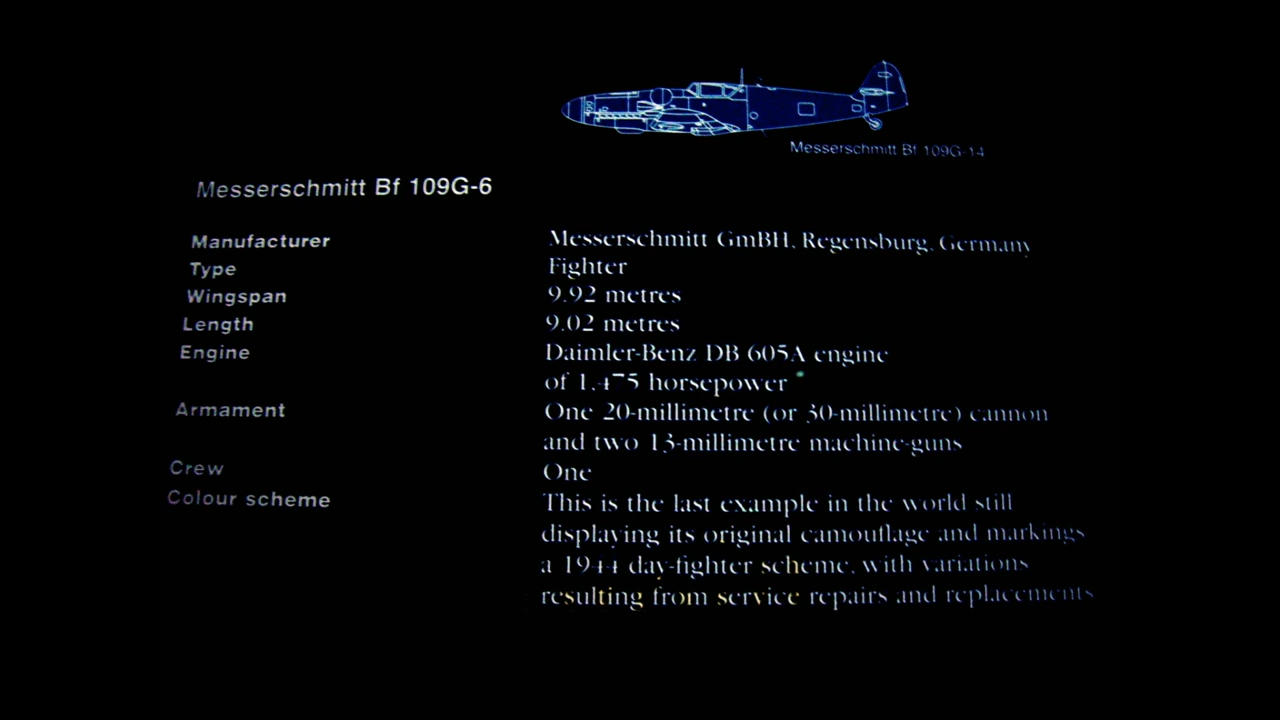 Messerschmitt Bf 109G-14
Messerschmitt Bf 109G-6
Manufacturer Messerschmitt GmBH, Regensburg, Germany
Type Fighter
Wingspan 9.92 metres
Length 9.02 metres
Engine Daimler-Benz DB 605A engine
of 1,475 horsepower
Armament One 20-millimetre (or 30-millimetre) cannon
and two 13-millimetre machine-guns
Crew One
Colour scheme This is the last example in the world still
displaying its original camouflage and markings
a 1944 day-fighter scheme, with variations
resulting from service repairs and replacements